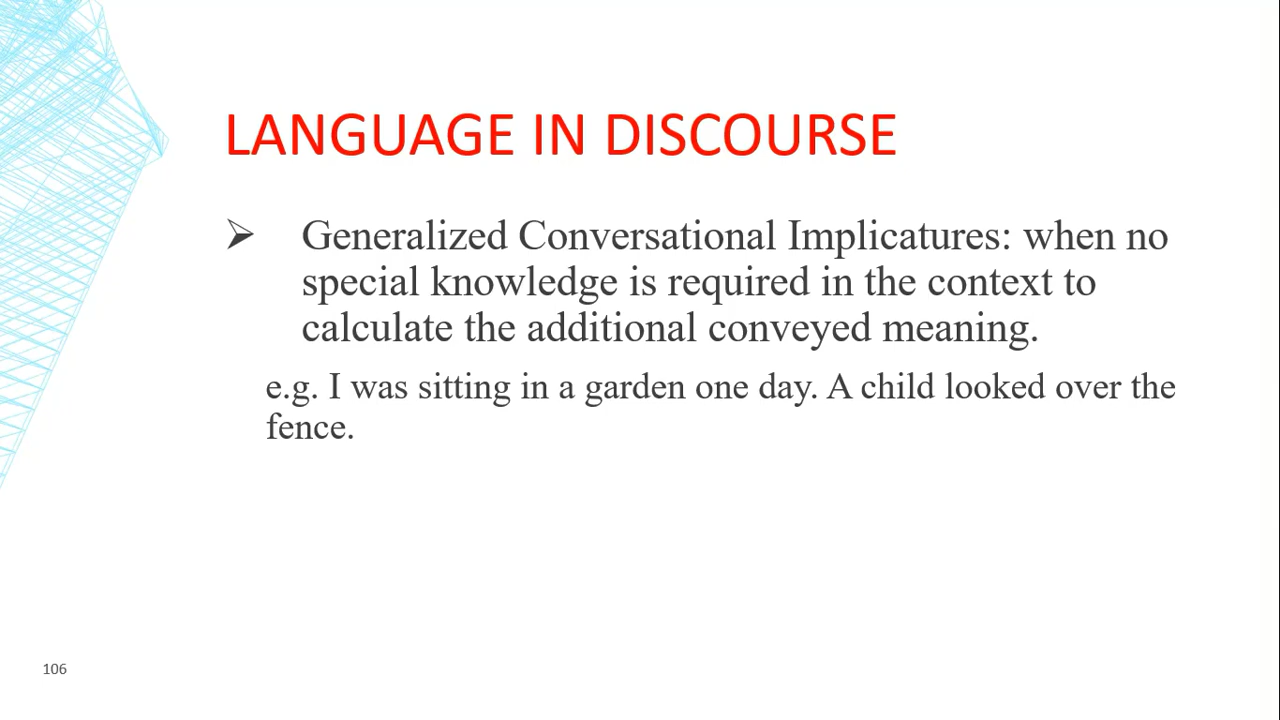 LANGUAGE IN DISCOURSE
➢ Generalized Conversational Implicatures: when no
special knowledge is required in the context to
calculate the additional conveyed meaning.
e.g. I was sitting in a garden one day. A child looked over the
fence.
106